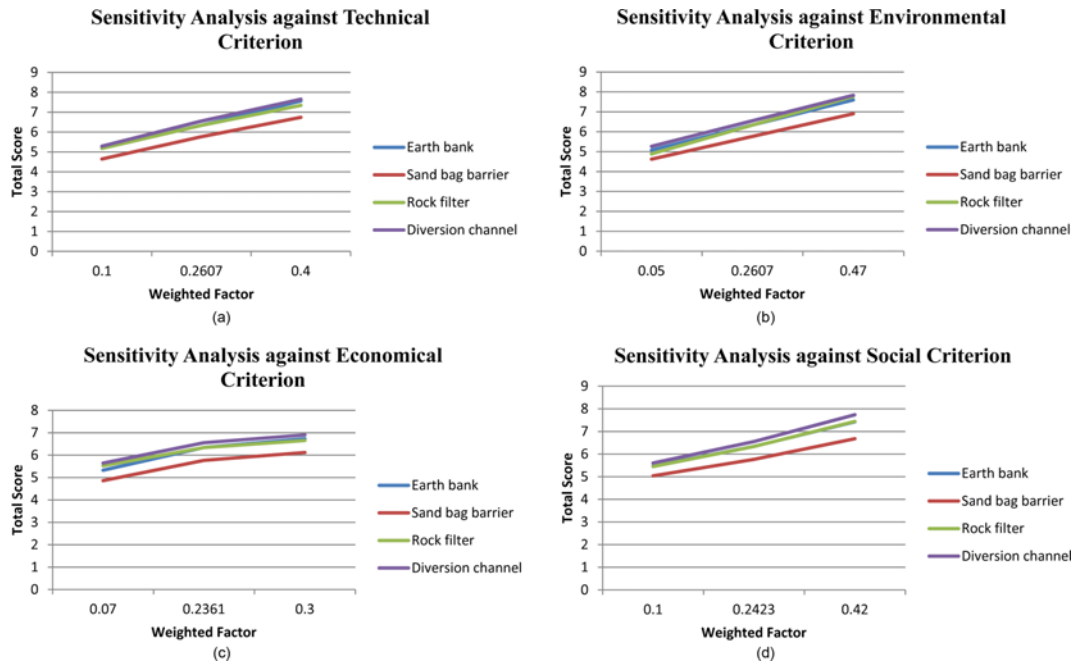 Sensitivity Analysis against Technical
Criterion
9
8
7
6
5
4
3
2
1
0
Total Score
0.1 0.2607 0.4
Weighted Factor
Earth bank
Sand bag barrier
Rock filter
Diversion channel
(a)
Sensitivity Analysis against Environmental
Criterion
9
8
7
6
5
4
3
2
1
0
Total Score
0.05 0.2607 0.47
Weighted Factor
Earth bank
Sand bag barrier
Rock filter
Diversion channel
(b)
Sensitivity Analysis against Economical
Criterion
8
7
6
5
4
3
2
1
0
Total Score
0.07 0.2361 0.3
Weighted Factor
Earth bank
Sand bag barrier
Rock filter
Diversion channel
(c)
Sensitivity Analysis against Social Criterion
9
8
7
6
5
4
3
2
1
0
Total Score
0.1 0.2423 0.42
Weighted Factor
Earth bank
Sand bag barrier
Rock filter
Diversion channel
(d)